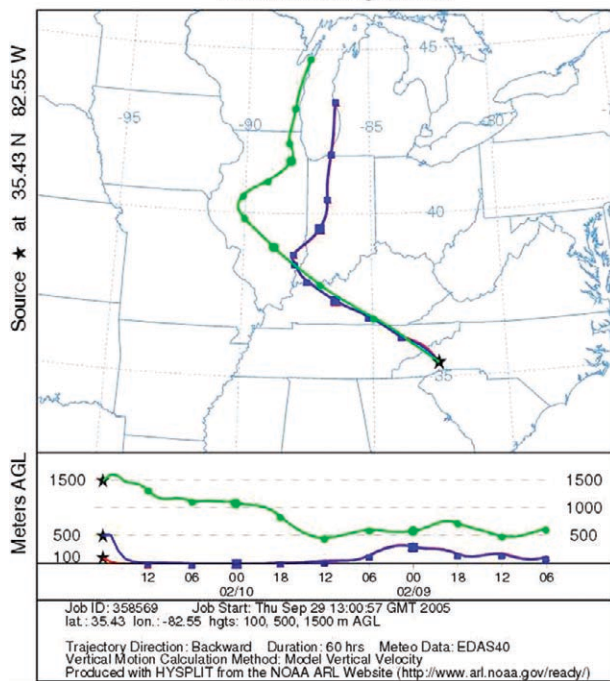 Source ★ at 35.43 N 82.55 W
45
-95
-90
-85
-80
40
35
Meters AGL
1500
500
100
1500
1000
500
12 06 00 18 12 06 00 18 12 06
02/10 02/09
Job ID: 358569 Job Start: Thu Sep 29 13:00:57 GMT 2005
lat.: 35.43 lon.: -82.55 hgts: 100, 500, 1500 m AGL
Trajectory Direction: Backward Duration: 60 hrs Meteo Data: EDAS40
Vertical Motion Calculation Method: Model Vertical Velocity
Produced with HYSPLIT from the NOAA ARL Website (http://www.arl.noaa.gov/ready/)